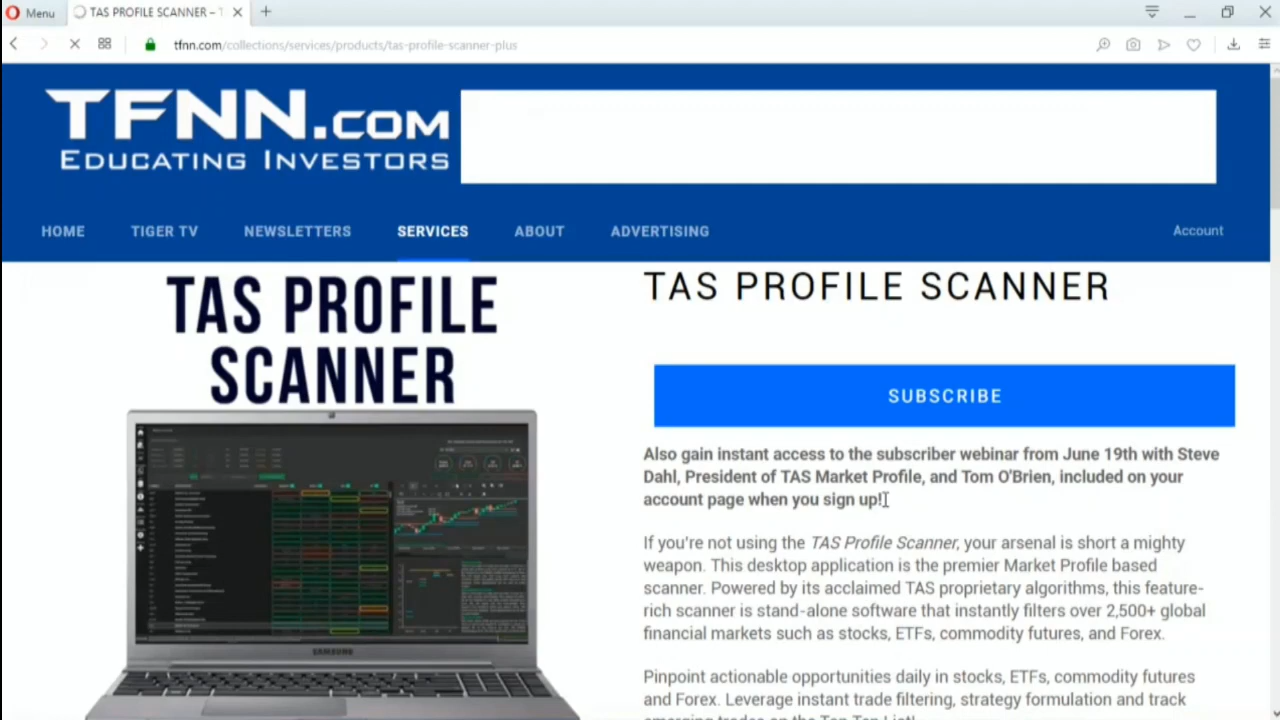 Menu
TAS PROFILE SCANNER –
tfnn.com/collections/services/products/tas-profile-scanner-plus
TFNN.COM
EDUCATING INVESTORS
HOME TIGER TV NEWSLETTERS SERVICES ABOUT ADVERTISING Account
TAS PROFILE
SCANNER
SAMSUNG
TAS PROFILE SCANNER
SUBSCRIBE
Also gain instant access to the subscriber webinar from June 19th with Steve
Dahl, President of TAS Market Profile, and Tom O'Brien, included on your
account page when you sign up!
If you're not using the TAS Profile Scanner, your arsenal is short a mighty
weapon. This desktop application is the premier Market Profile based
scanner. Powered by its acclaimed TAS proprietary algorithms, this feature-
rich scanner is stand-alone software that instantly filters over 2,500+ global
financial markets such as stocks, ETFs, commodity futures, and Forex.
Pinpoint actionable opportunities daily in stocks, ETFs, commodity futures
and Forex. Leverage instant trade filtering, strategy formulation and track
emerging trades on the Top Ten List!